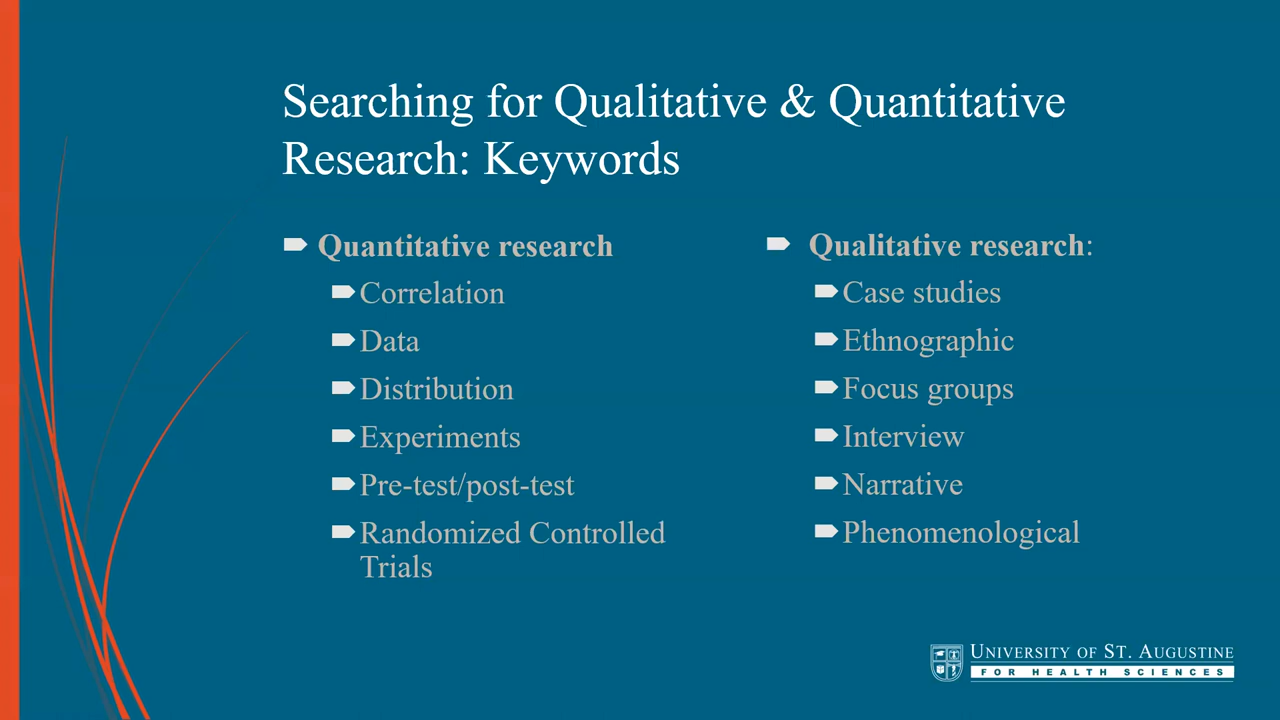 Searching for Qualitative & Quantitative
Research: Keywords
Quantitative research
Correlation
Data
Distribution
Experiments
Pre-test/post-test
Randomized Controlled
Trials
Qualitative research:
Case studies
Ethnographic
Focus groups
Interview
Narrative
Phenomenological
UNIVERSITY OF ST. AUGUSTINE
FOR HEALTH SCIENCES